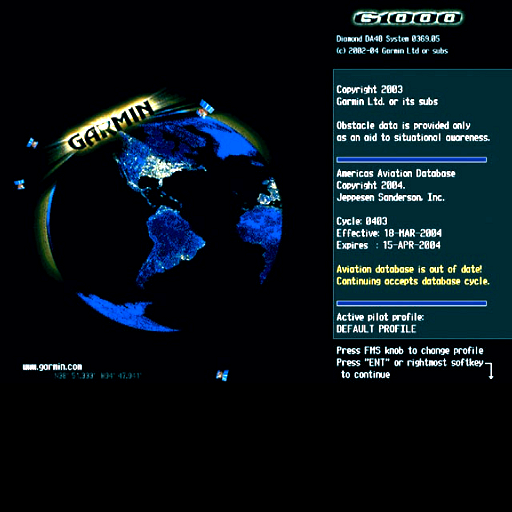 G1000
Diamond DA40 System 0369.05
(c) 2002-04 Garmin Ltd or subs
Copyright 2003
Garmin Ltd. or its subs
Obstacle data is provided only
as an aid to situational awareness.
Americas Aviation Database
Copyright 2004.
Jeppesen Sanderson, Inc.
Cycle: 0403
Effective: 18-MAR-2004
Expires : 15-APR-2004
Aviation database is out of date!
Continuing accepts database cycle.
Active pilot profile:
DEFAULT PROFILE
Press FMS knob to change profile
Press "ENT" or rightmost softkey
to continue
GARMIN
www.garmin.com